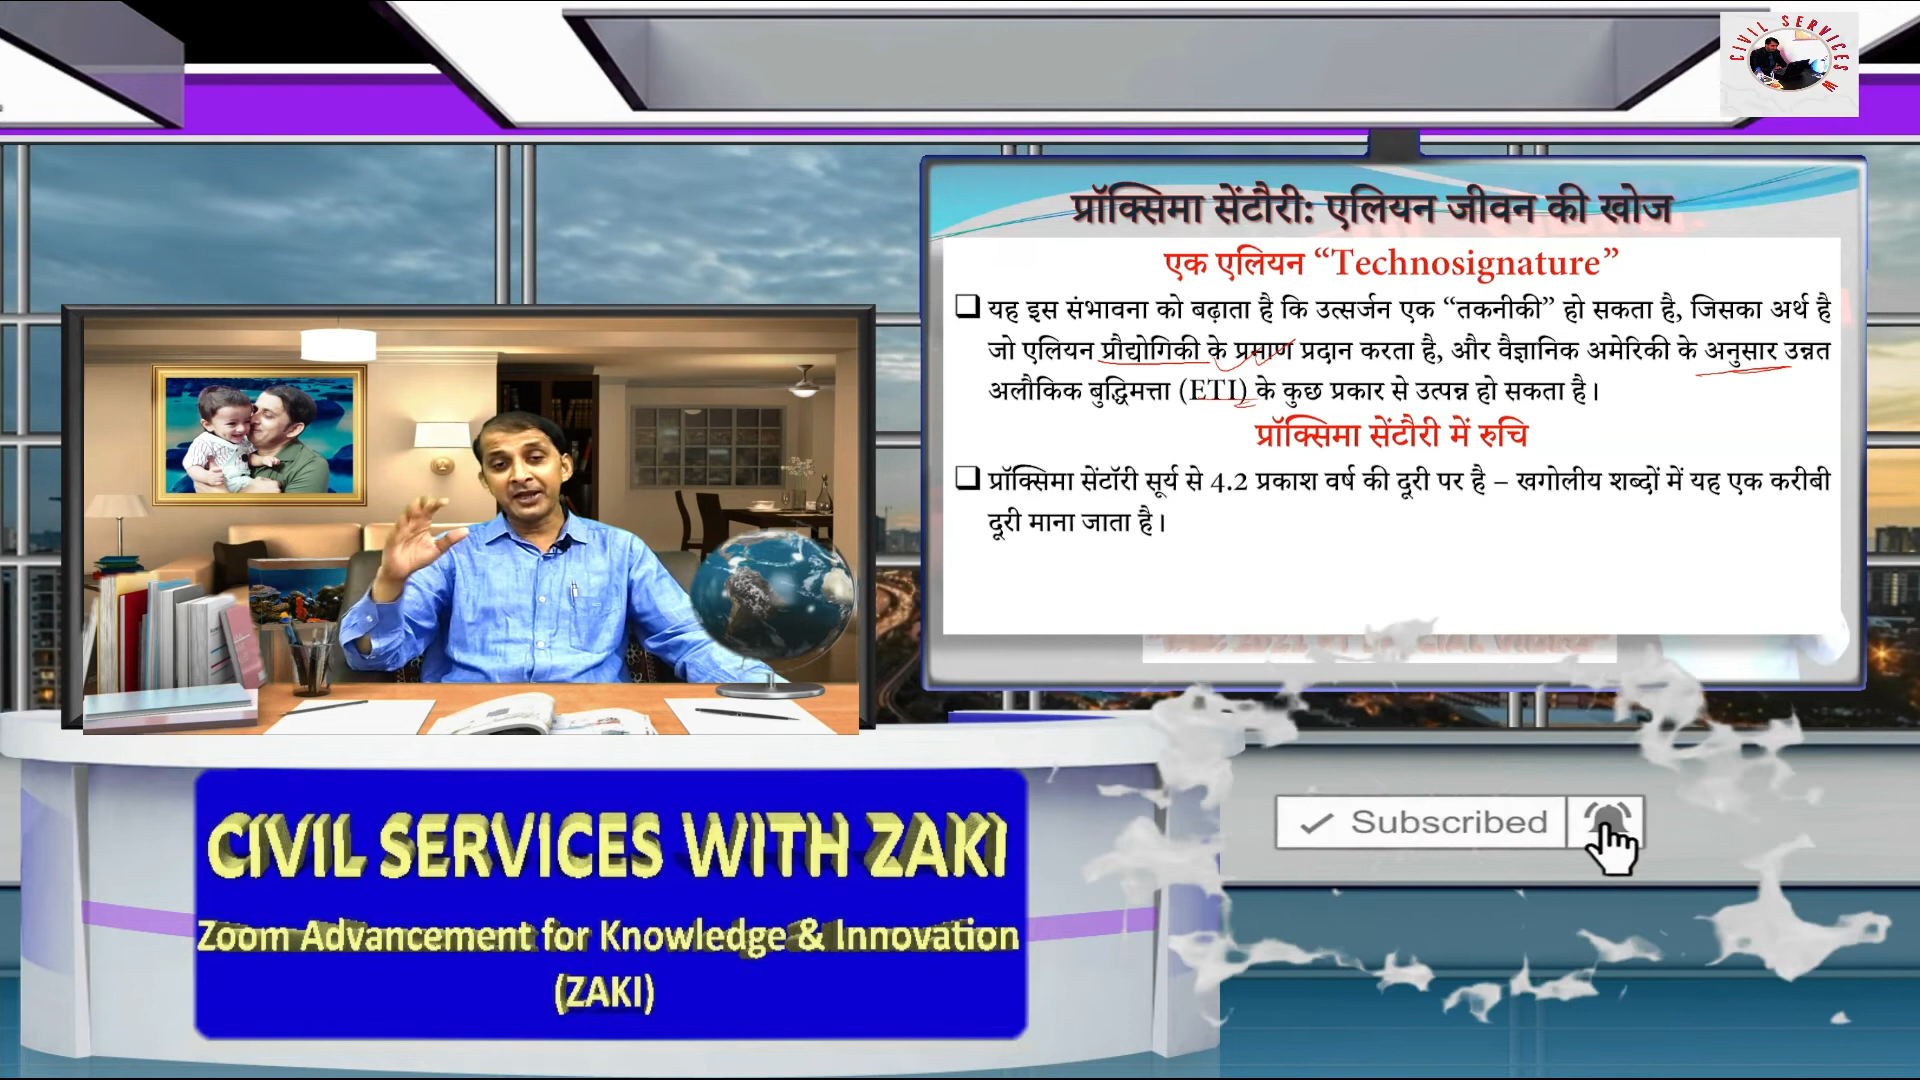 CIVIL SERVICES W
प्रॉक्सिमा सेंटौरी: एलियन जीवन की खोज
एक एलियन “Technosignature”
यह इस संभावना को बढ़ाता है कि उत्सर्जन एक “तकनीकी” हो सकता है, जिसका अर्थ है
जो एलियन प्रौद्योगिकी के प्रमाण प्रदान करता है, और वैज्ञानिक अमेरिकी के अनुसार उन्नत
अलौकिक बुद्धिमत्ता (ETI) के कुछ प्रकार से उत्पन्न हो सकता है।
प्रॉक्सिमा सेंटौरी में रुचि
प्रॉक्सिमा सेंटॉरी सूर्य से 4.2 प्रकाश वर्ष की दूरी पर है – खगोलीय शब्दों में यह एक करीबी
दूरी माना जाता है।
CIVIL SERVICES WITH ZAKI
Zoom Advancement for Knowledge & Innovation
(ZAKI)
Subscribed